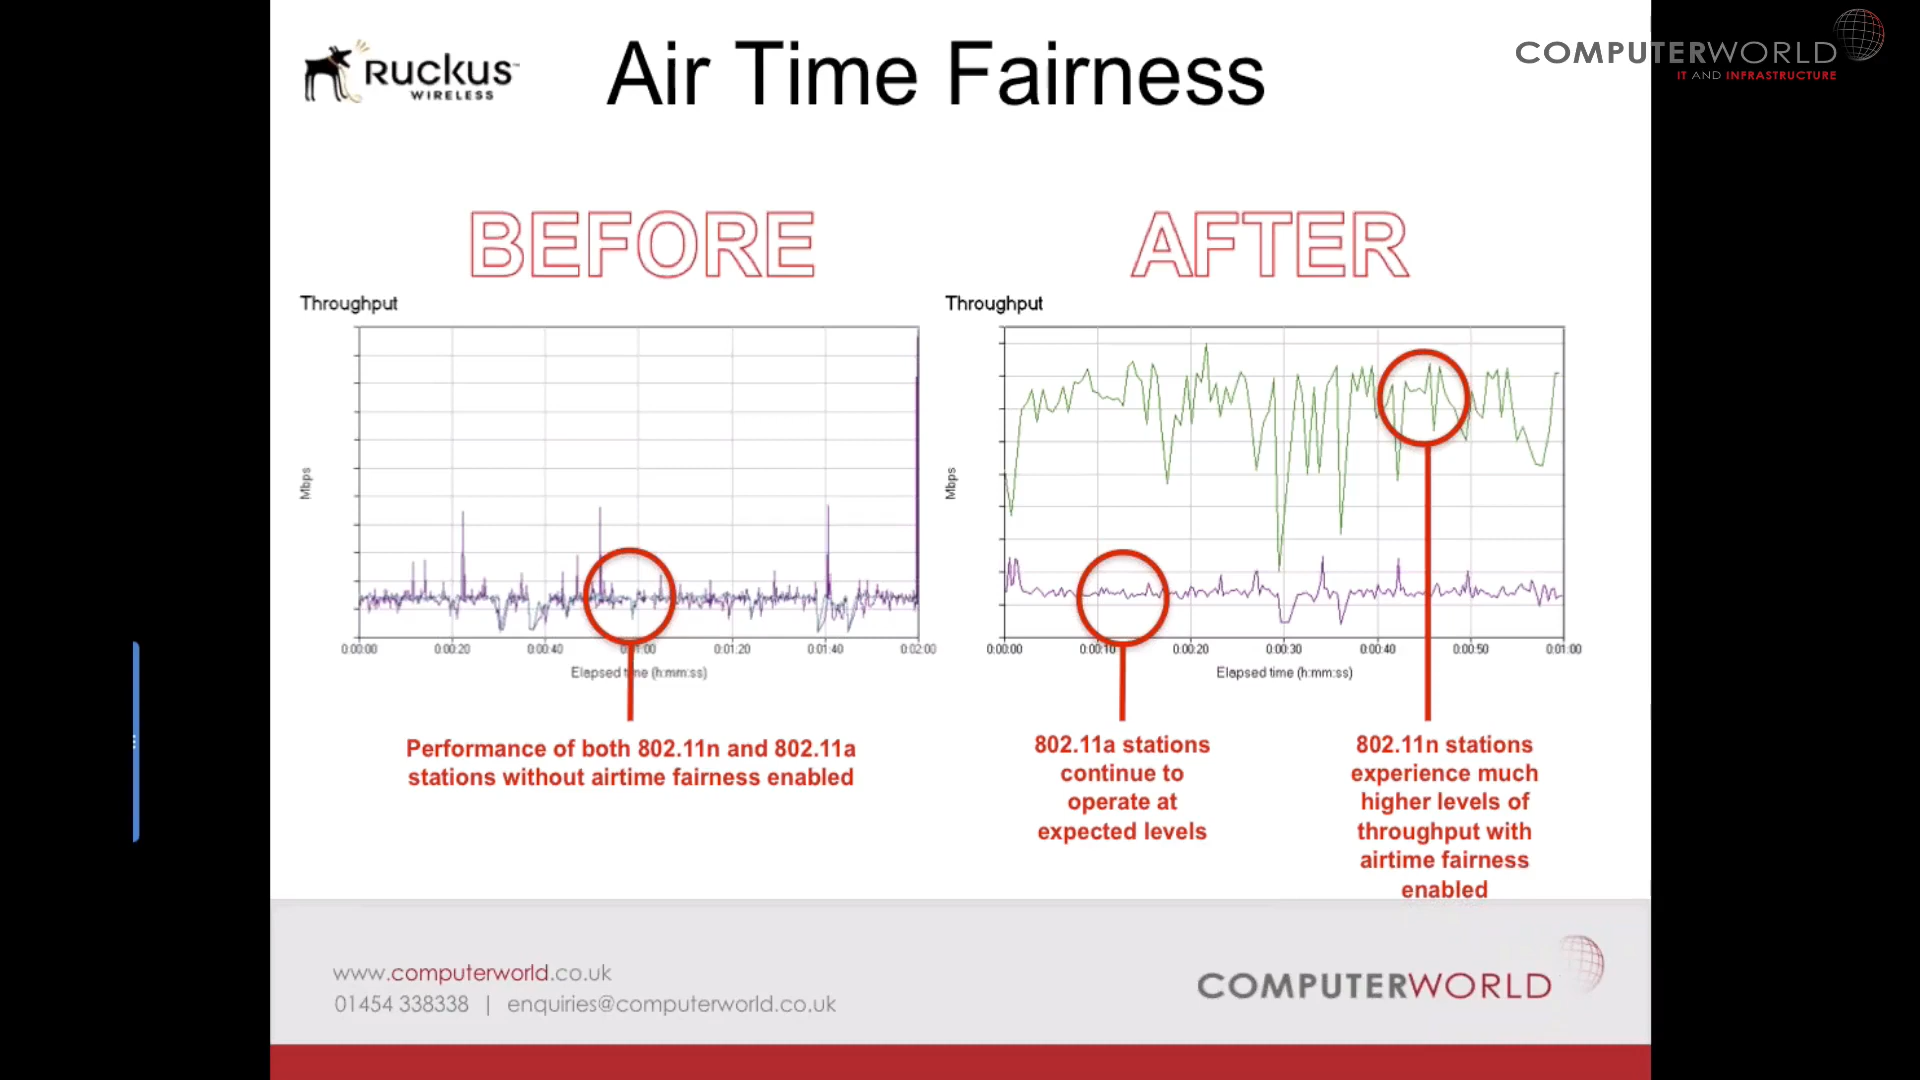 RUCKUS™
WIRELESS
Air Time Fairness
COMPUTERWORLD
IT AND INFRASTRUCTURE
BEFORE
AFTER
Throughput
Mbps
0:00:00 0:00:20 0:00:40 0:01:20 0:01:40 0:02:00
Elapsed time (h:mm:ss)
Performance of both 802.11n and 802.11a
stations without airtime fairness enabled
Throughput
Mbps
0:00:00 0:00:10 0:00:20 0:00:30 0:00:40 0:00:50 0:01:00
Elapsed time (h:mm:ss)
802.11a stations
continue to
operate at
expected levels
802.11n stations
experience much
higher levels of
throughput with
airtime fairness
enabled
www.computerworld.co.uk
01454 338338 | enquiries@computerworld.co.uk
COMPUTERWORLD